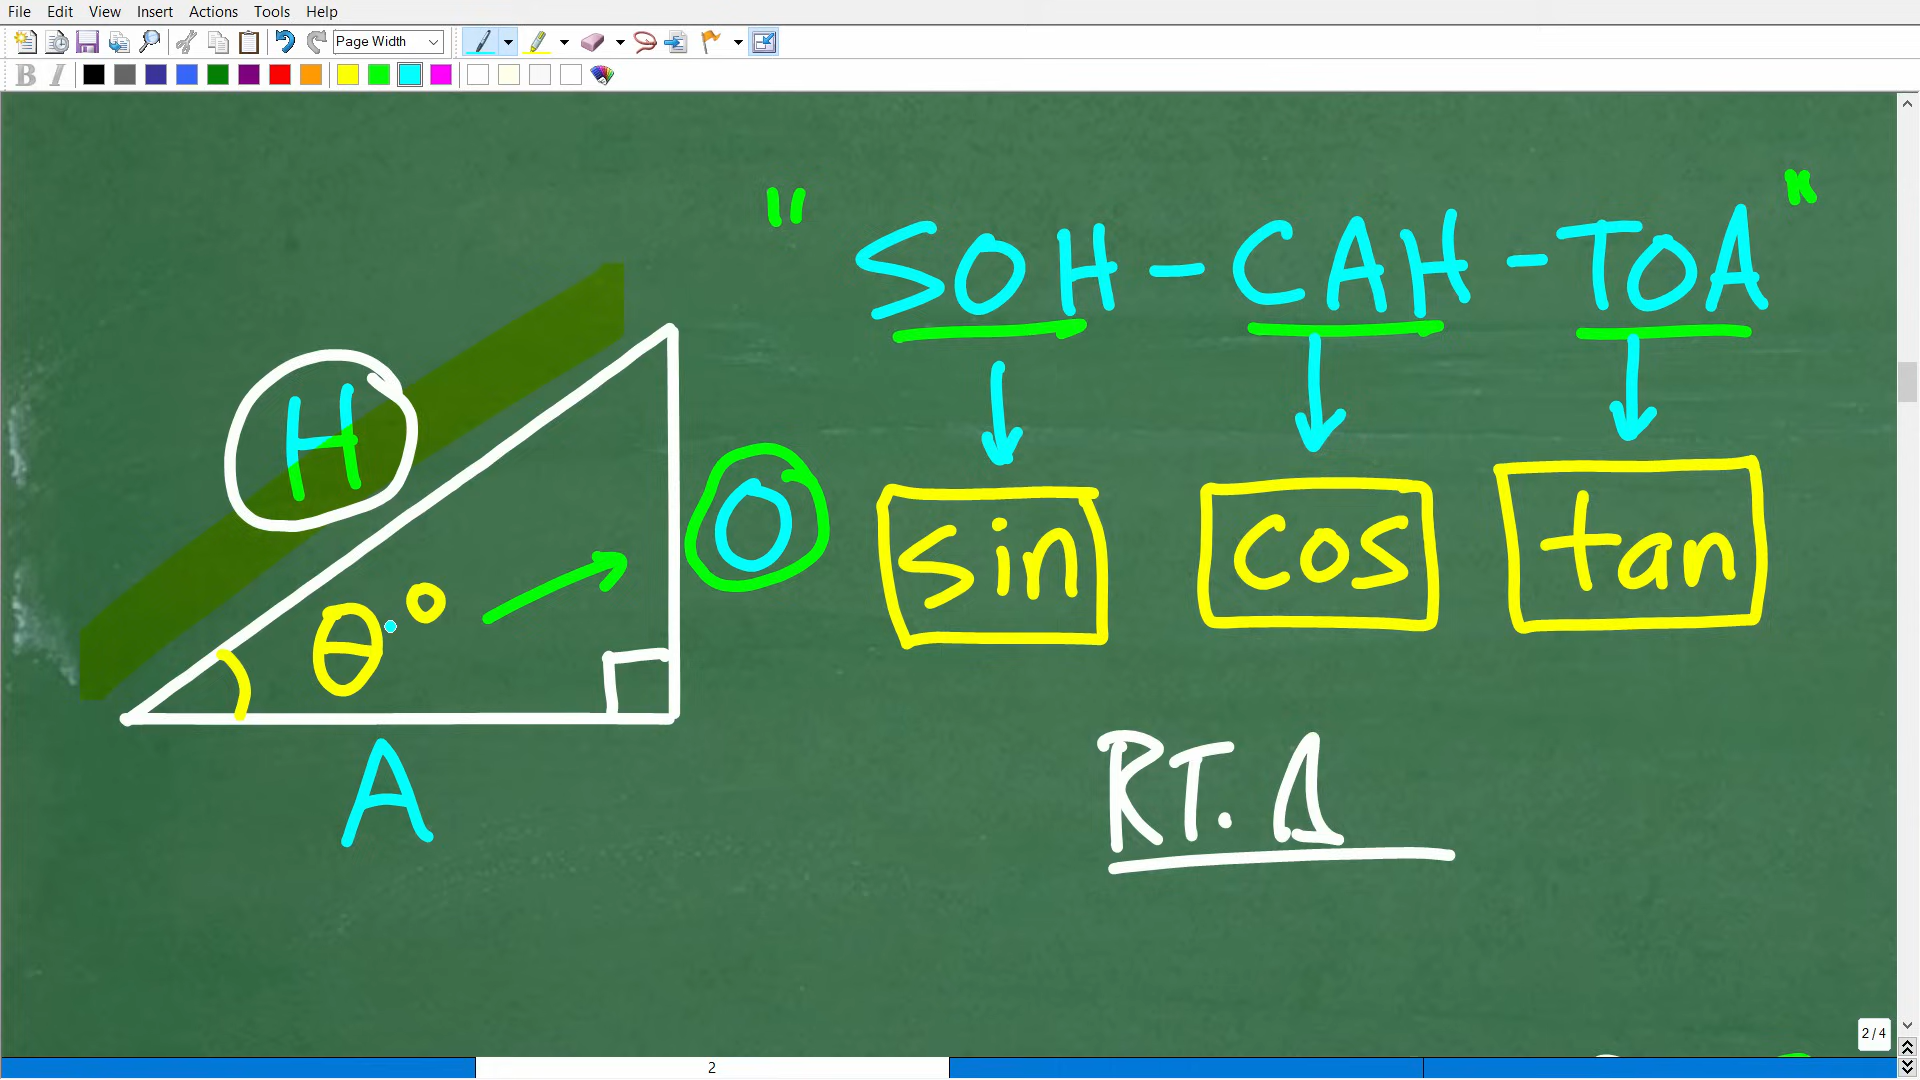 File Edit View Insert Actions Tools Help
Page Width
B I
" SOH - CAH - TOA "
H
O
sin cos tan
θ°
A
RT. Δ
2 / 4
2